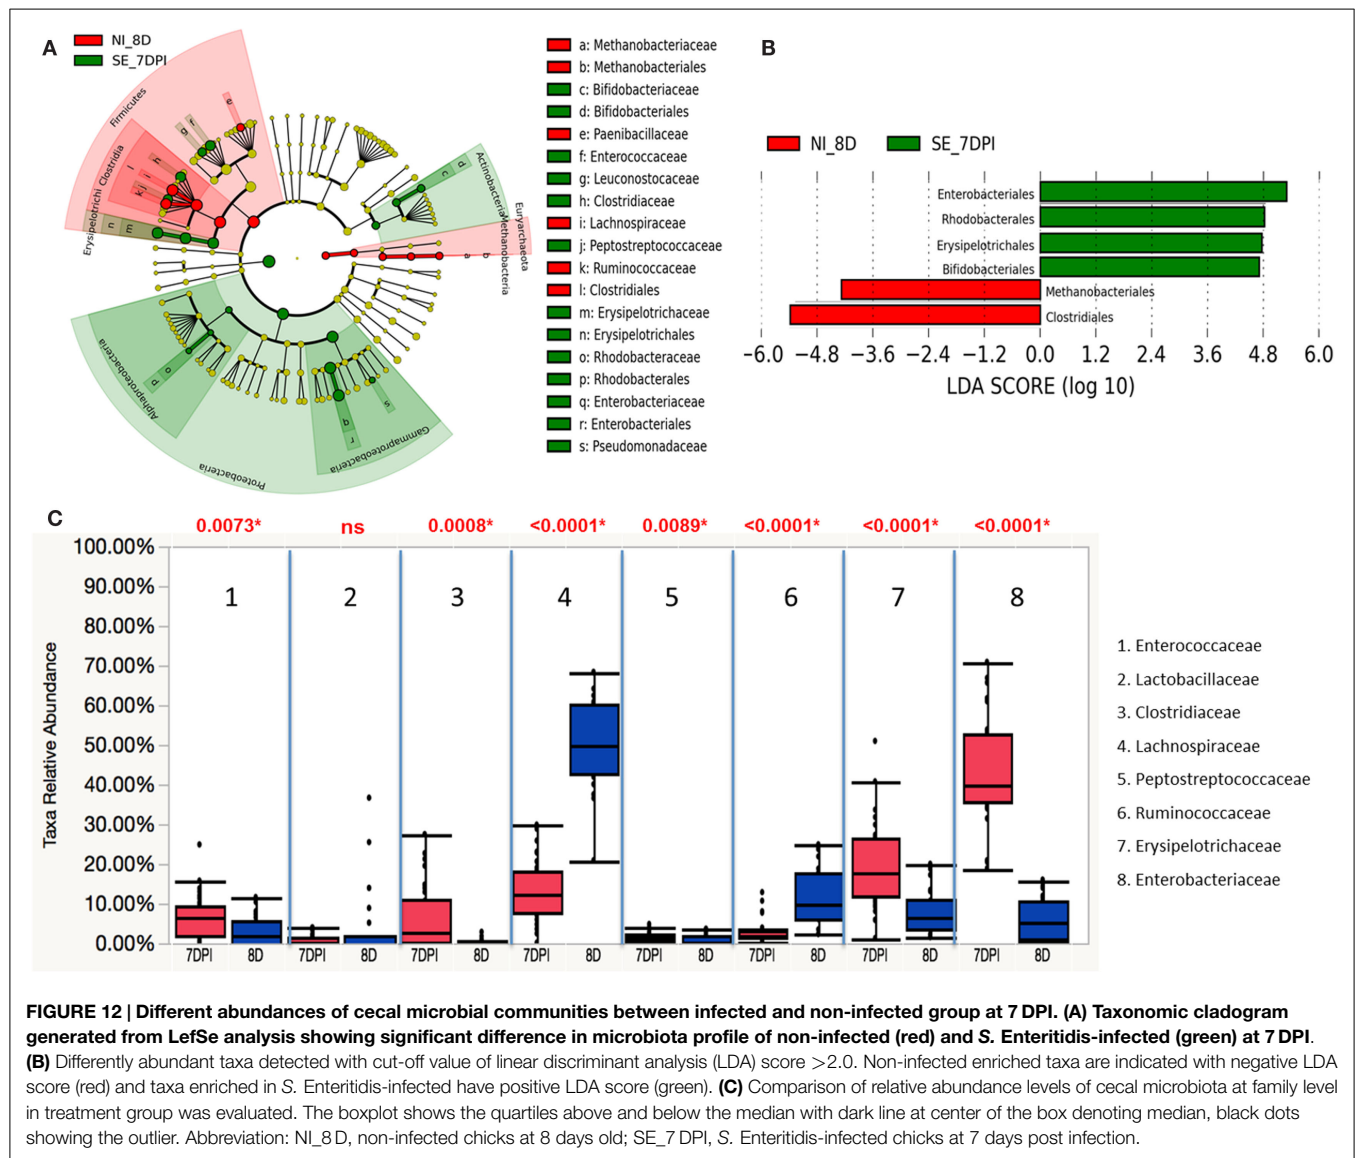 A
NI_8D
SE_7DPI
Firmicutes
Clostridia
Erysipelotrichi
e
f
g
h
l
i
k
j
n
m
Actinobacteria
c
d
Euryarchaeota
Methanobacteria
a
b
Alphaproteobacteria
p
o
Proteobacteria
Gammaproteobacteria
q
r
s
a: Methanobacteriaceae
b: Methanobacteriales
c: Bifidobacteriaceae
d: Bifidobacteriales
e: Paenibacillaceae
f: Enterococcaceae
g: Leuconostocaceae
h: Clostridiaceae
i: Lachnospiraceae
j: Peptostreptococcaceae
k: Ruminococcaceae
l: Clostridiales
m: Erysipelotrichaceae
n: Erysipelotrichales
o: Rhodobacteraceae
p: Rhodobacterales
q: Enterobacteriaceae
r: Enterobacteriales
s: Pseudomonadaceae
B
NI_8D SE_7DPI
Enterobacteriales
Rhodobacterales
Erysipelotrichales
Bifidobacteriales
Methanobacteriales
Clostridiales
−6.0 −4.8 −3.6 −2.4 −1.2 0.0 1.2 2.4 3.6 4.8 6.0
LDA SCORE (log 10)
C
0.0073* ns 0.0008* <0.0001* 0.0089* <0.0001* <0.0001* <0.0001*
1 2 3 4 5 6 7 8
Taxa Relative Abundance
100.00%
90.00%
80.00%
70.00%
60.00%
50.00%
40.00%
30.00%
20.00%
10.00%
0.00%
7DPI 8D 7DPI 8D 7DPI 8D 7DPI 8D 7DPI 8D 7DPI 8D 7DPI 8D 7DPI 8D
1. Enterococcaceae
2. Lactobacillaceae
3. Clostridiaceae
4. Lachnospiraceae
5. Peptostreptococcaceae
6. Ruminococcaceae
7. Erysipelotrichaceae
8. Enterobacteriaceae
FIGURE 12 | Different abundances of cecal microbial communities between infected and non-infected group at 7 DPI. (A) Taxonomic cladogram
generated from LefSe analysis showing significant difference in microbiota profile of non-infected (red) and S. Enteritidis-infected (green) at 7 DPI.
(B) Differently abundant taxa detected with cut-off value of linear discriminant analysis (LDA) score >2.0. Non-infected enriched taxa are indicated with negative LDA
score (red) and taxa enriched in S. Enteritidis-infected have positive LDA score (green). (C) Comparison of relative abundance levels of cecal microbiota at family level
in treatment group was evaluated. The boxplot shows the quartiles above and below the median with dark line at center of the box denoting median, black dots
showing the outlier. Abbreviation: NI_8 D, non-infected chicks at 8 days old; SE_7 DPI, S. Enteritidis-infected chicks at 7 days post infection.